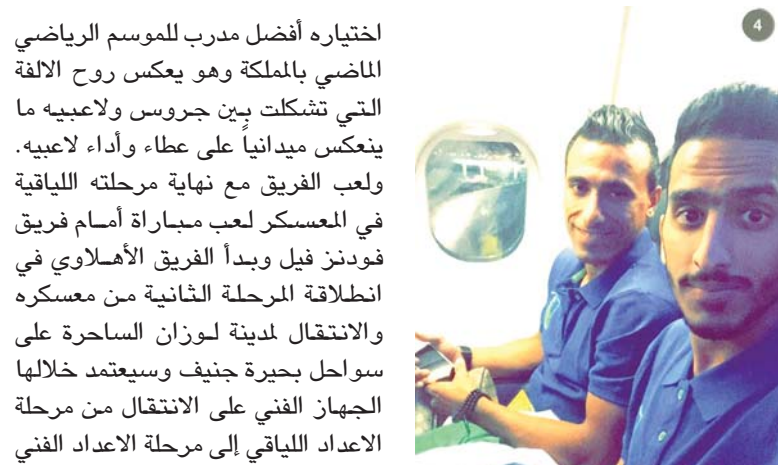 اختياره أفضل مدرب للموسم الرياضي
الماضي بالمملكة وهو يعكس روح الالفة
التي تشكلت بين جروس ولاعبيه ما
ينعكس ميدانياً على عطاء وأداء لاعبيه.
ولعب الفريق مع نهاية مرحلته اللياقية
في المعسكر لعب مباراة أمام فريق
فودنز فيل وبدأ الفريق الأهلاوي في
انطلاقة المرحلة الثانية من معسكره
والانتقال لمدينة لوزان الساحرة على
سواحل بحيرة جنيف وسيعتمد خلالها
الجهاز الفني على الانتقال من مرحلة
الاعداد اللياقي إلى مرحلة الاعداد الفني
4